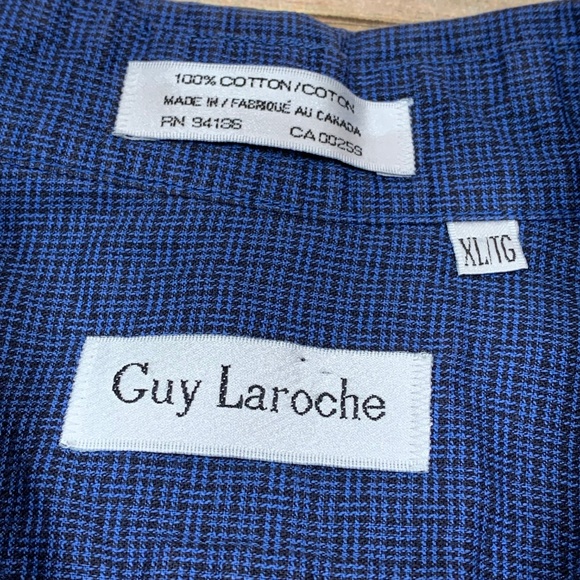 100% COTTON/COTON
MADE IN/FABRIQUÉ AU CANADA
RN 94186 CA 00259
XL/TG
Guy Laroche